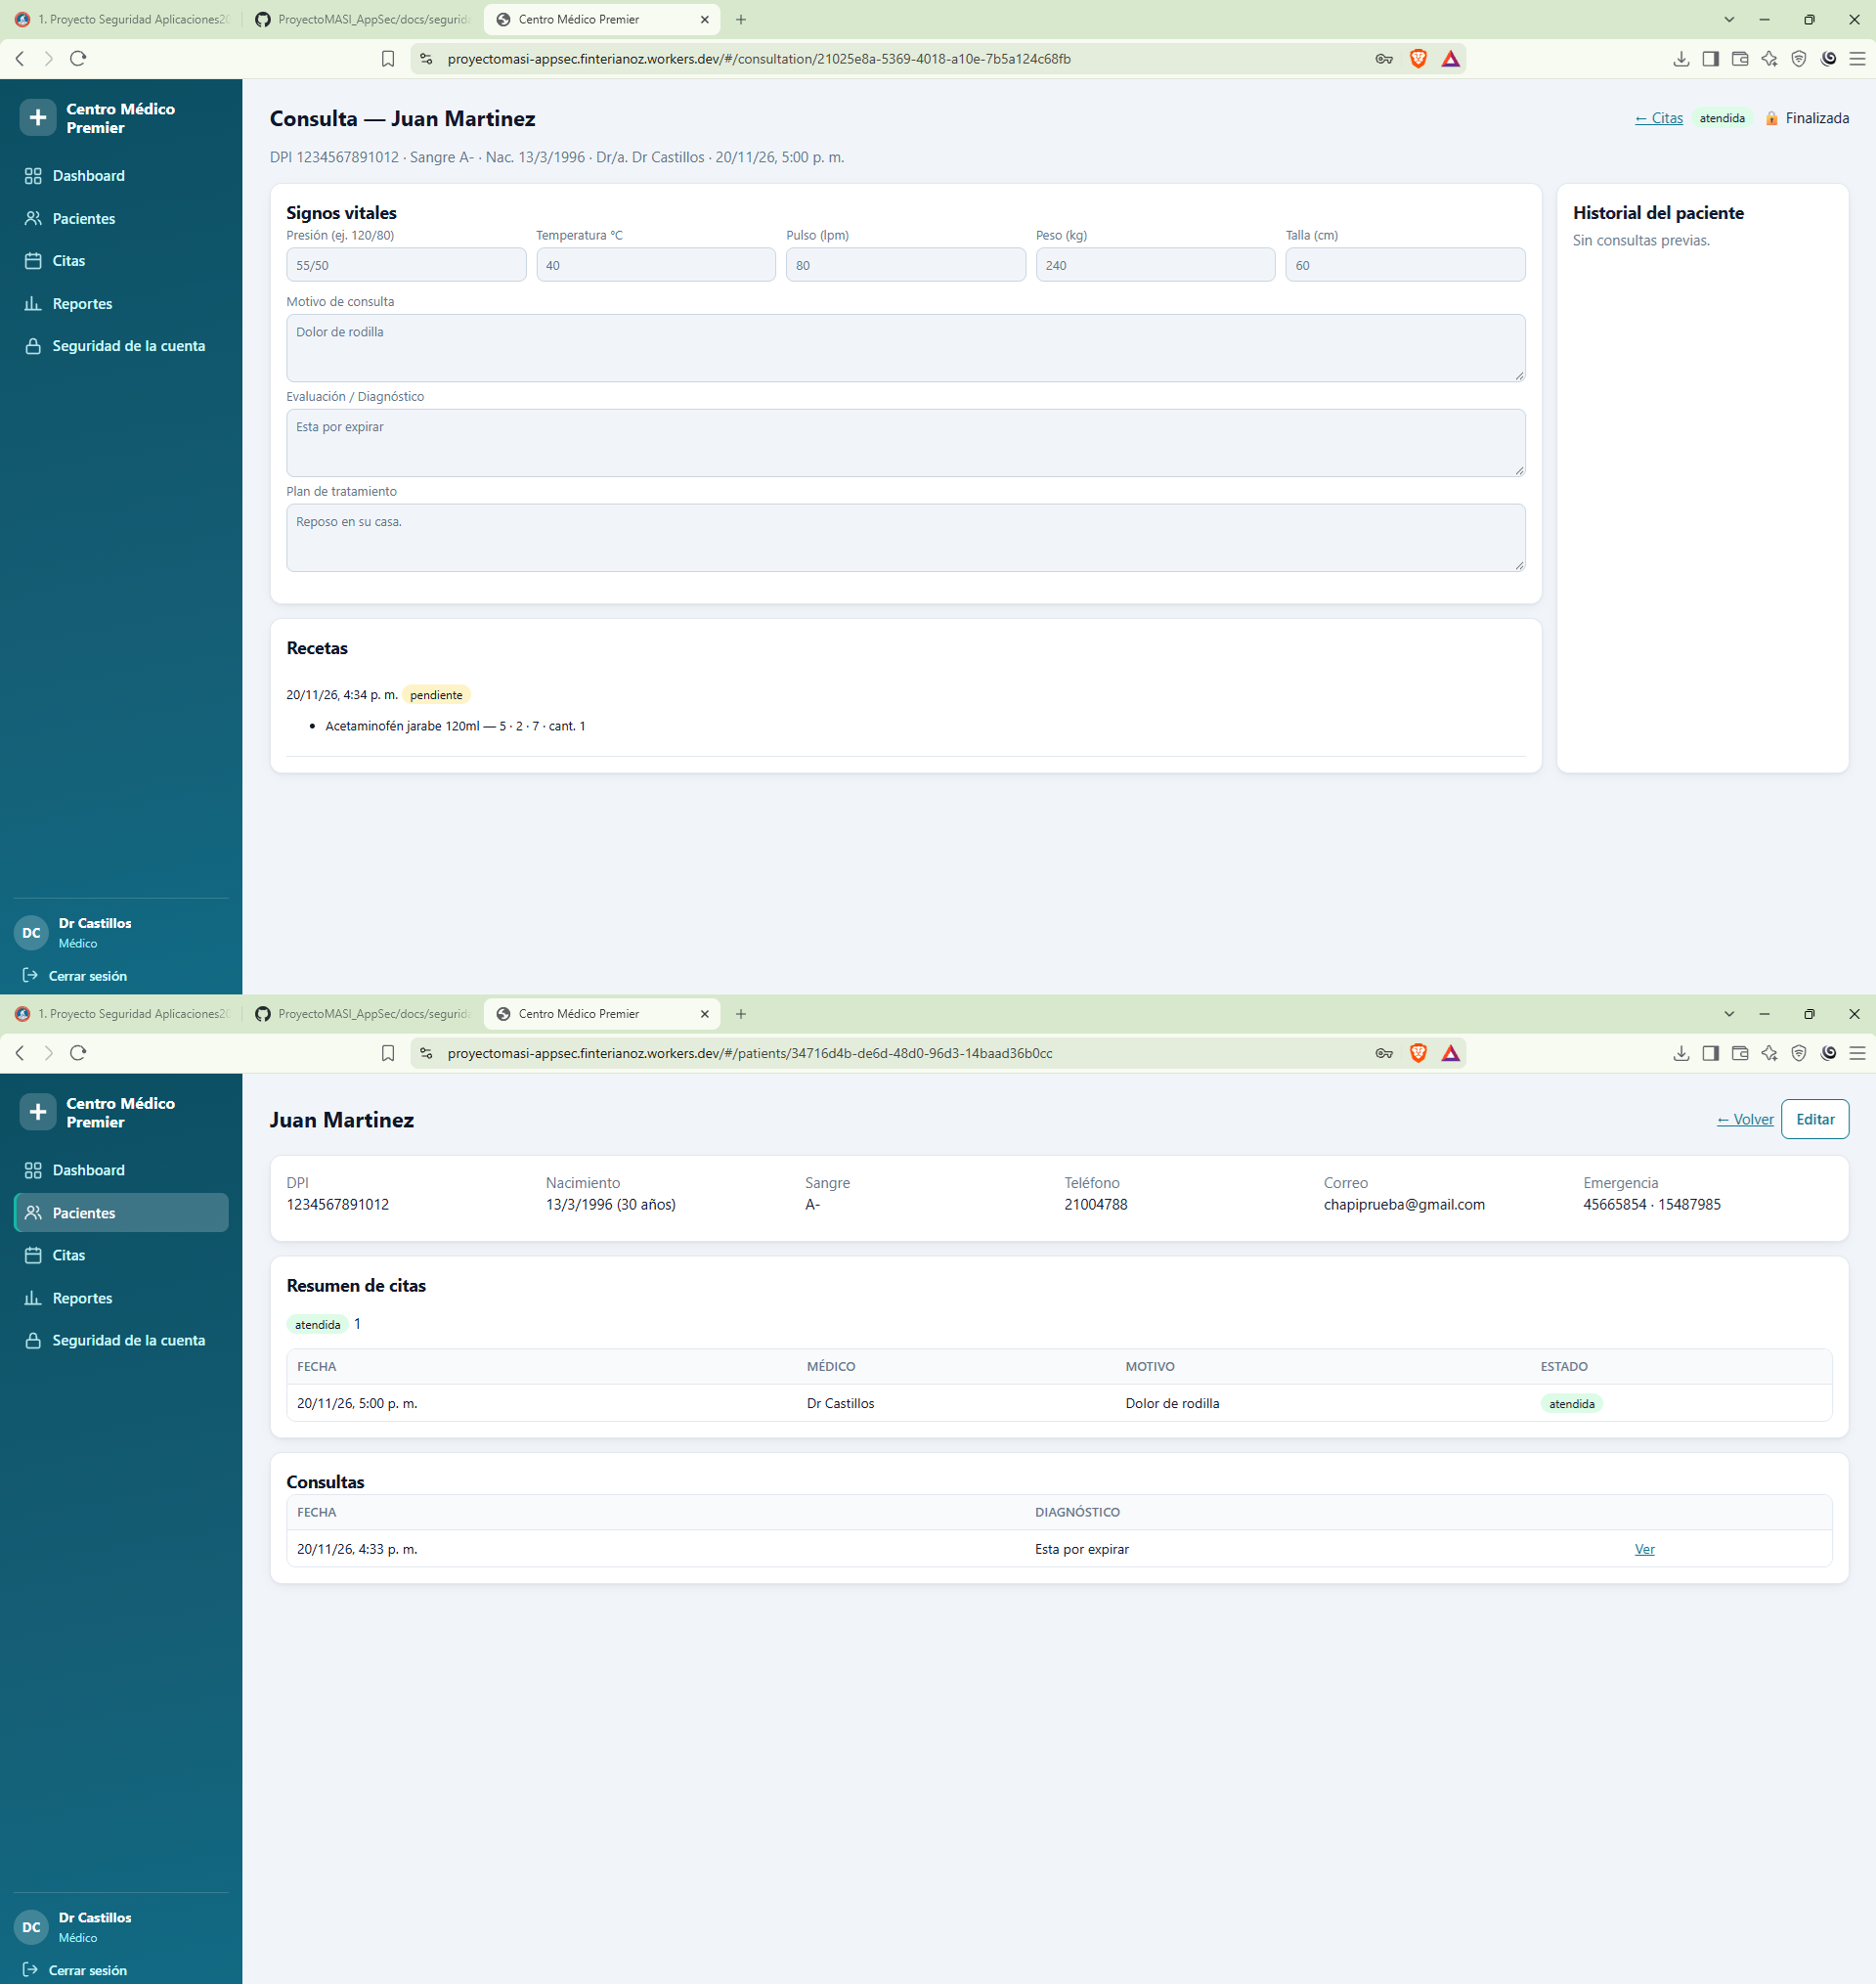 1. Proyecto Seguridad Aplicaciones20
ProyectoMASI_AppSec/docs/segurida
Centro Médico Premier
proyectomasi-appsec.finterianoz.workers.dev/#/consultation/21025e8a-5369-4018-a10e-7b5a124c68fb
Centro Médico
Premier
Dashboard
Pacientes
Citas
Reportes
Seguridad de la cuenta
DC
Dr Castillos
Médico
Cerrar sesión
Consulta — Juan Martinez
← Citas atendida Finalizada
DPI 1234567891012 · Sangre A- · Nac. 13/3/1996 · Dr/a. Dr Castillos · 20/11/26, 5:00 p. m.
Signos vitales
Presión (ej. 120/80) Temperatura °C Pulso (lpm) Peso (kg) Talla (cm)
55/50 40 80 240 60
Motivo de consulta
Dolor de rodilla
Evaluación / Diagnóstico
Esta por expirar
Plan de tratamiento
Reposo en su casa.
Recetas
20/11/26, 4:34 p. m. pendiente
• Acetaminofén jarabe 120ml — 5 · 2 · 7 · cant. 1
Historial del paciente
Sin consultas previas.
1. Proyecto Seguridad Aplicaciones20
ProyectoMASI_AppSec/docs/segurida
Centro Médico Premier
proyectomasi-appsec.finterianoz.workers.dev/#/patients/34716d4b-de6d-48d0-96d3-14baad36b0cc
Centro Médico
Premier
Dashboard
Pacientes
Citas
Reportes
Seguridad de la cuenta
DC
Dr Castillos
Médico
Cerrar sesión
Juan Martinez
← Volver Editar
DPI Nacimiento Sangre Teléfono Correo Emergencia
1234567891012 13/3/1996 (30 años) A- 21004788 chapiprueba@gmail.com 45665854 · 15487985
Resumen de citas
atendida 1
FECHA MÉDICO MOTIVO ESTADO
20/11/26, 5:00 p. m. Dr Castillos Dolor de rodilla atendida
Consultas
FECHA DIAGNÓSTICO
20/11/26, 4:33 p. m. Esta por expirar Ver